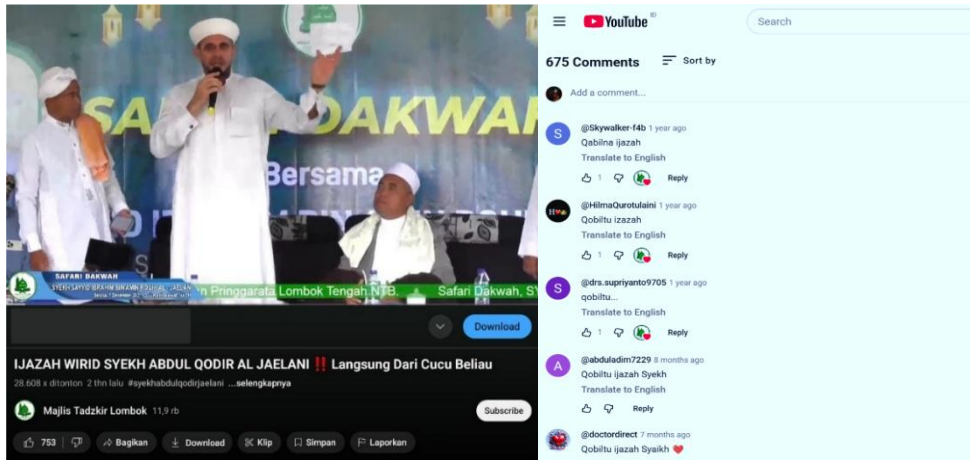 SAFARI DAKWAH
Bersama
SAFARI DAKWAH
Pringgarata Lombok Tengah NTB.
Safari Dakwah,
Download
IJAZAH WIRID SYEKH ABDUL QODIR AL JAELANI ‼️ Langsung Dari Cucu Beliau
28.608 x ditonton 2 thn lalu #syekhabdulqodirjaelani ...selengkapnya
Majlis Tadzkir Lombok 11,9 rb
Subscribe
753 Bagikan Download Klip Simpan Laporkan
YouTube ID
Search
675 Comments Sort by
Add a comment...
S
@Skywalker-f4b 1 year ago
Qabilna ijazah
Translate to English
1 Reply
@HilmaQurotulaini 1 year ago
Qobiltu izazah
Translate to English
1 Reply
S
@drs.supriyanto9705 1 year ago
qobiltu...
Translate to English
1 Reply
A
@abduladim7229 8 months ago
Qobiltu ijazah Syekh
Translate to English
Reply
@doctordirect 7 months ago
Qobiltu ijazah Syaikh ❤️